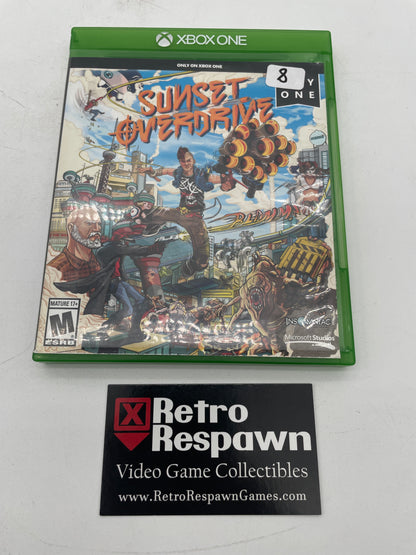 XBOX ONE
ONLY ON XBOX ONE
8
Y
ONE
SUNSET
OVERDRIVE
MATURE 17+
M
ESRB
INSOMNIAC
Microsoft Studios
Retro
Respawn
Video Game Collectibles
www.RetroRespawnGames.com